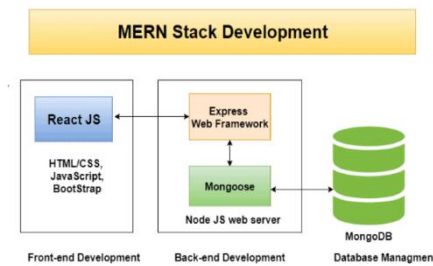 MERN Stack Development
React JS
HTML/CSS,
JavaScript,
BootStrap
Express
Web Framework
Mongoose
Node JS web server
MongoDB
Front-end Development
Back-end Development
Database Managmen